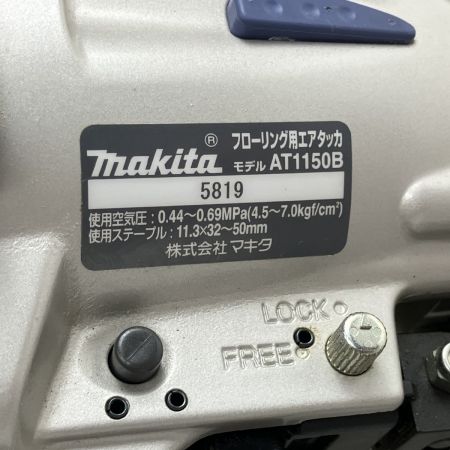 makita® フローリング用エアタッカ
モデル AT1150B
5819
使用空気圧:0.44～0.69MPa(4.5～7.0kgf/cm²)
使用ステープル:11.3×32～50mm
株式会社 マキタ
LOCK
FREE